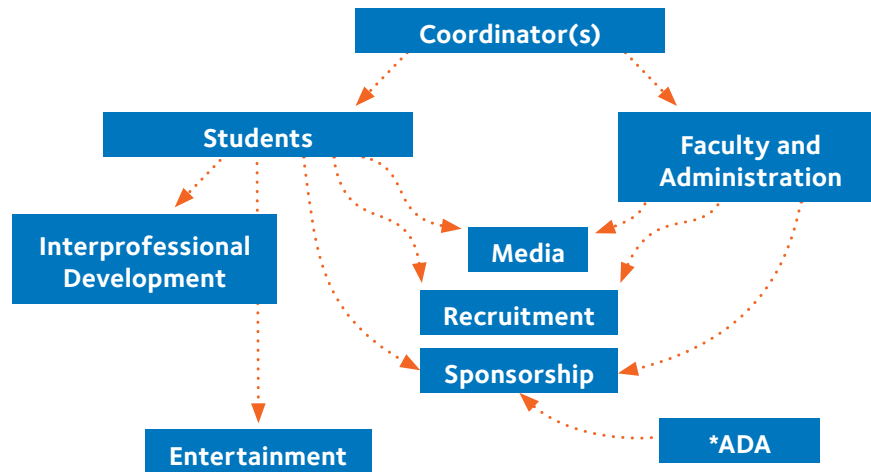 Coordinator(s)
Students
Faculty and
Administration
Interprofessional
Development
Media
Recruitment
Sponsorship
*ADA
Entertainment